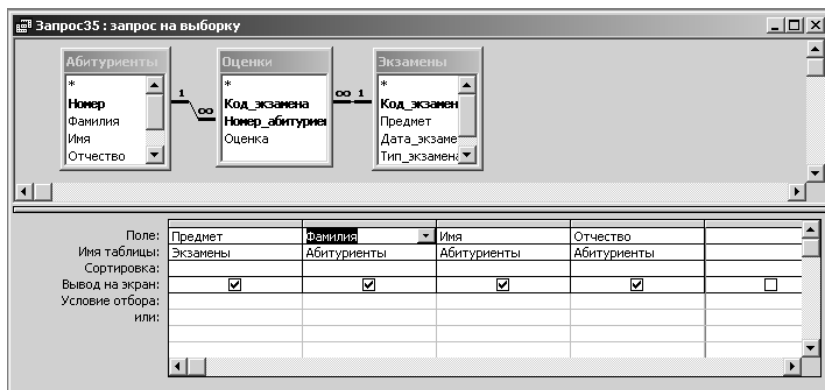 Запрос35 : запрос на выборку
Абитуриенты
*
Номер
Фамилия
Имя
Отчество
1
∞
Оценки
*
Код_экзамена
Номер_абитуриен
Оценка
∞ 1
Экзамены
*
Код_экзамен
Предмет
Дата_экзаме
Тип_экзамена
Поле: Предмет Фамилия Имя Отчество
Имя таблицы: Экзамены Абитуриенты Абитуриенты Абитуриенты
Сортировка:
Вывод на экран:
Условие отбора:
или: